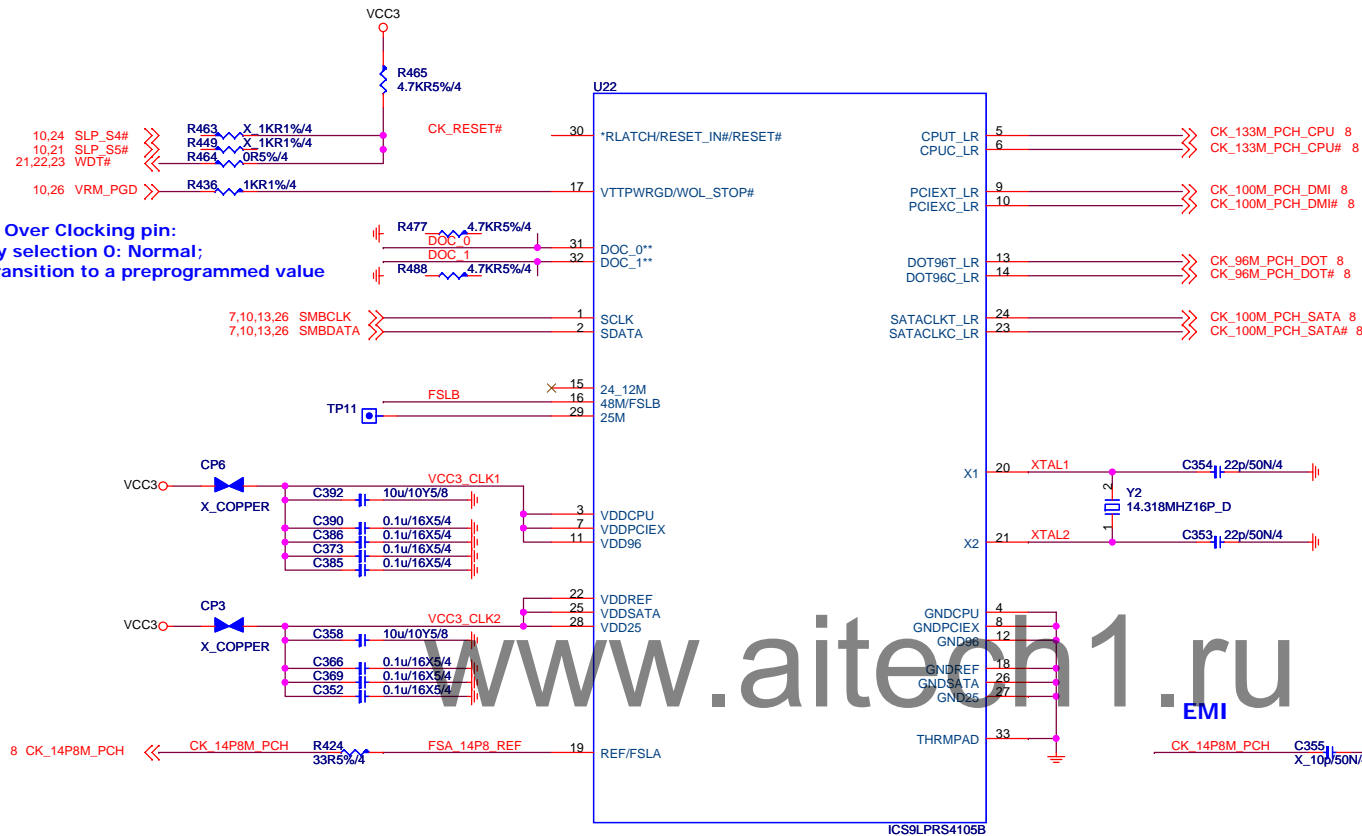 VCC3
R465
4.7KR5%/4
U22
10,24 SLP_S4#
R463 X_1KR1%/4
CK_RESET#
30 *RLATCH/RESET_IN#/RESET#
CPUT_LR 5 CK_133M_PCH_CPU 8
10,21 SLP_S5#
R449 X_1KR1%/4
CPUC_LR 6 CK_133M_PCH_CPU# 8
21,22,23 WDT#
R464 0R5%/4
10,26 VRM_PGD
R436 1KR1%/4
17 VTTPWRGD/WOL_STOP#
PCIEXT_LR 9 CK_100M_PCH_DMI 8
PCIEXC_LR 10 CK_100M_PCH_DMI# 8
Over Clocking pin:
y selection 0: Normal;
ransition to a preprogrammed value
R477 4.7KR5%/4
DOC_0 31 DOC_0**
DOC_1 32 DOC_1**
R488 4.7KR5%/4
DOT96T_LR 13 CK_96M_PCH_DOT 8
DOT96C_LR 14 CK_96M_PCH_DOT# 8
7,10,13,26 SMBCLK 1 SCLK
7,10,13,26 SMBDATA 2 SDATA
SATACLKT_LR 24 CK_100M_PCH_SATA 8
SATACLKC_LR 23 CK_100M_PCH_SATA# 8
15 24_12M
FSLB 16 48M/FSLB
TP11 29 25M
CP6
VCC3
X_COPPER
VCC3_CLK1
C392 10u/10Y5/8
C390 0.1u/16X5/4
C386 0.1u/16X5/4
C373 0.1u/16X5/4
C385 0.1u/16X5/4
3 VDDCPU
7 VDDPCIEX
11 VDD96
X1 20 XTAL1 C354 22p/50N/4
2
Y2
14.318MHZ16P_D
1
X2 21 XTAL2 C353 22p/50N/4
CP3
VCC3
X_COPPER
VCC3_CLK2
C358 10u/10Y5/8
C366 0.1u/16X5/4
C369 0.1u/16X5/4
C352 0.1u/16X5/4
22 VDDREF
25 VDDSATA
28 VDD25
GNDCPU 4
GNDPCIEX 8
GND96 12
GNDREF 18
GNDSATA 26
GND25 27
www.aitech1.ru
THRMPAD 33
8 CK_14P8M_PCH
CK_14P8M_PCH
R424
33R5%/4
FSA_14P8_REF
19 REF/FSLA
EMI
CK_14P8M_PCH
C355
X_10p/50N/
ICS9LPRS4105B